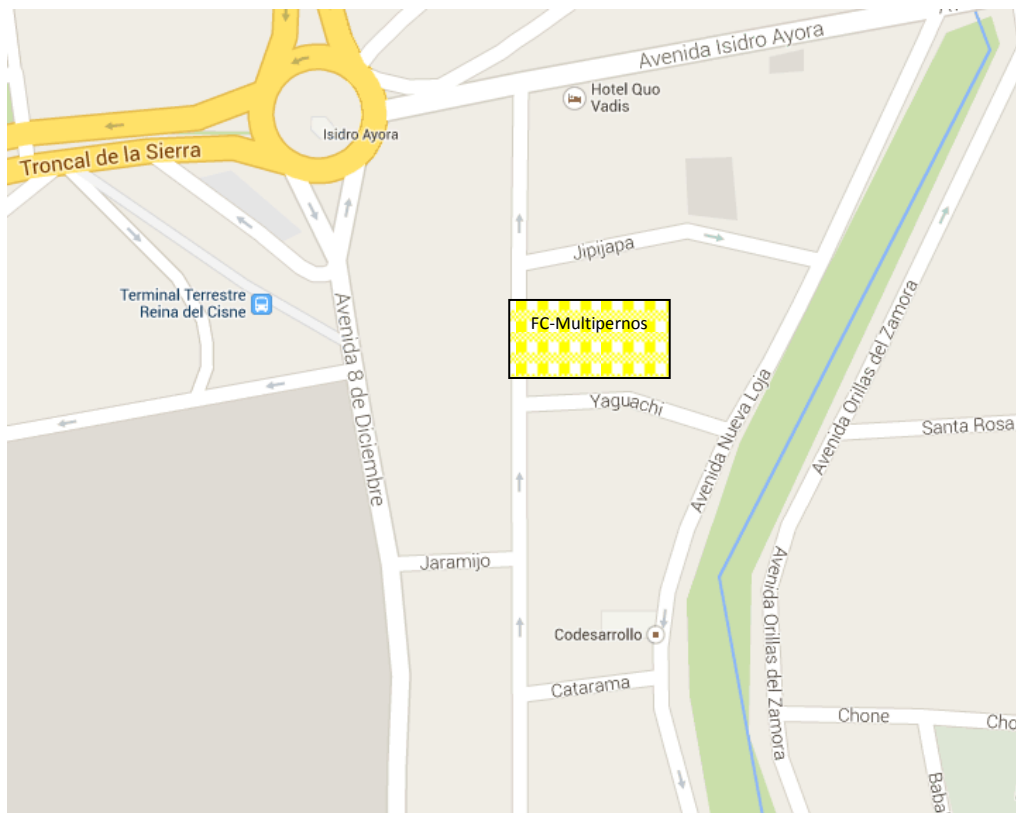 Avenida Isidro Ayora
Hotel Quo
Vadis
Isidro Ayora
Troncal de la Sierra
Jipijapa
Terminal Terrestre
Reina del Cisne
FC-Multipernos
Avenida 8 de Diciembre
Yaguachi
Avenida Nueva Loja
Avenida Orillas del Zamora
Santa Rosa
Jaramijo
Avenida Orillas del Zamora
Codesarrollo
Catarama
Chone
Cho
Baba